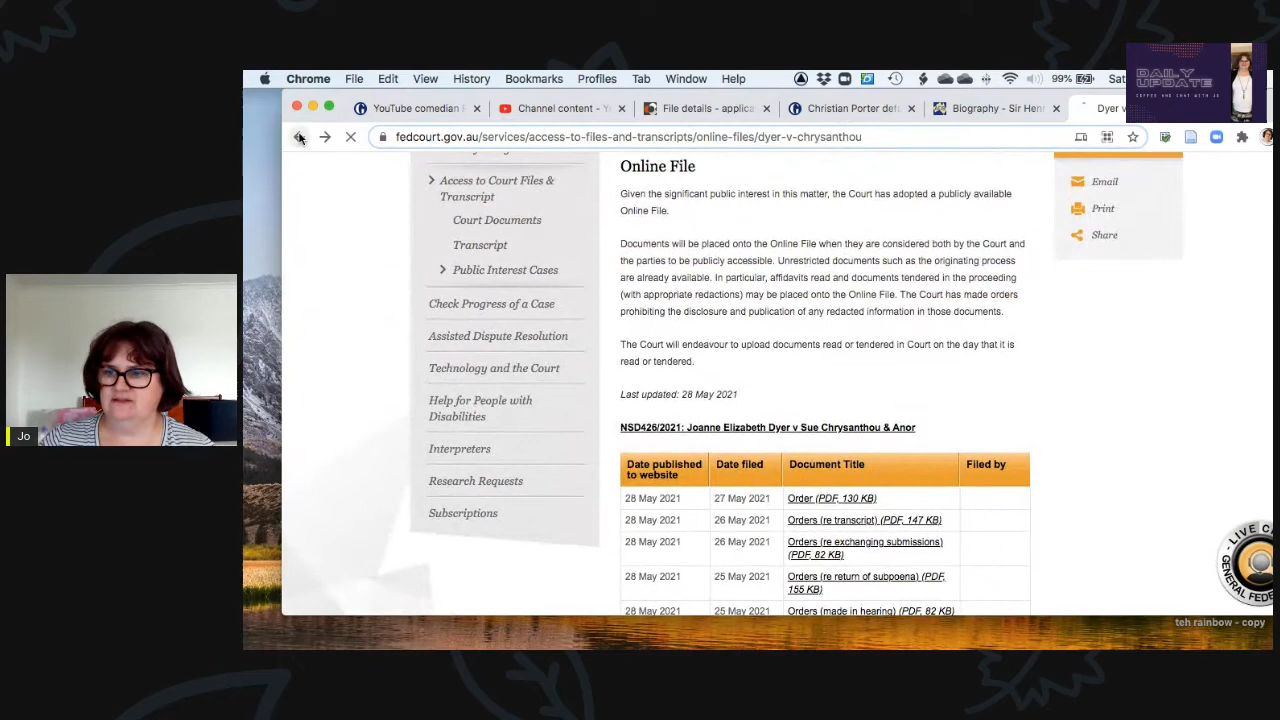 Chrome File Edit View History Bookmarks Profiles Tab Window Help 99% Sat
DAILY
UPDATE
COFFEE AND CHAT WITH JO
YouTube comedian F
Channel content - Yo
File details - applica
Christian Porter defa
Biography - Sir Henr
Dyer v
fedcourt.gov.au/services/access-to-files-and-transcripts/online-files/dyer-v-chrysanthou
Access to Court Files &
Transcript
Court Documents
Transcript
Public Interest Cases
Check Progress of a Case
Assisted Dispute Resolution
Technology and the Court
Help for People with
Disabilities
Interpreters
Research Requests
Subscriptions
Online File
Given the significant public interest in this matter, the Court has adopted a publicly available
Online File.
Documents will be placed onto the Online File when they are considered both by the Court and
the parties to be publicly accessible. Unrestricted documents such as the originating process
are already available. In particular, affidavits read and documents tendered in the proceeding
(with appropriate redactions) may be placed onto the Online File. The Court has made orders
prohibiting the disclosure and publication of any redacted information in those documents.
The Court will endeavour to upload documents read or tendered in Court on the day that it is
read or tendered.
Last updated: 28 May 2021
NSD426/2021: Joanne Elizabeth Dyer v Sue Chrysanthou & Anor
Date published
to website
Date filed
Document Title
Filed by
28 May 2021 27 May 2021 Order (PDF, 130 KB)
28 May 2021 26 May 2021 Orders (re transcript) (PDF, 147 KB)
28 May 2021 26 May 2021 Orders (re exchanging submissions)
(PDF, 82 KB)
28 May 2021 25 May 2021 Orders (re return of subpoena) (PDF,
155 KB)
28 May 2021 25 May 2021 Orders (made in hearing) (PDF, 82 KB)
Email
Print
Share
LIVE
GENERAL
teh rainbow - copy
Jo